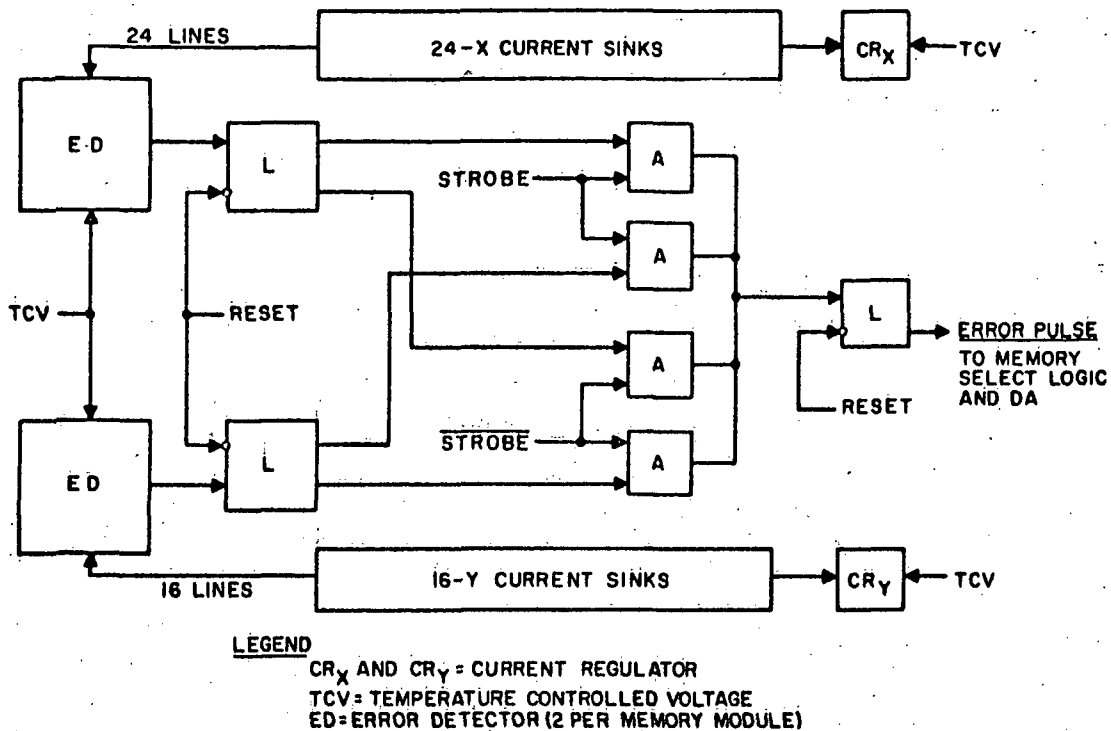 24 LINES
24-X CURRENT SINKS
CRX
TCV
E D
L
A
STROBE
A
TCV
RESET
L
ERROR PULSE
TO MEMORY
SELECT LOGIC
AND DA
A
RESET
STROBE
L
A
E D
16 LINES
16-Y CURRENT SINKS
CRY
TCV
LEGEND
CRX AND CRY = CURRENT REGULATOR
TCV = TEMPERATURE CONTROLLED VOLTAGE
ED = ERROR DETECTOR (2 PER MEMORY MODULE)